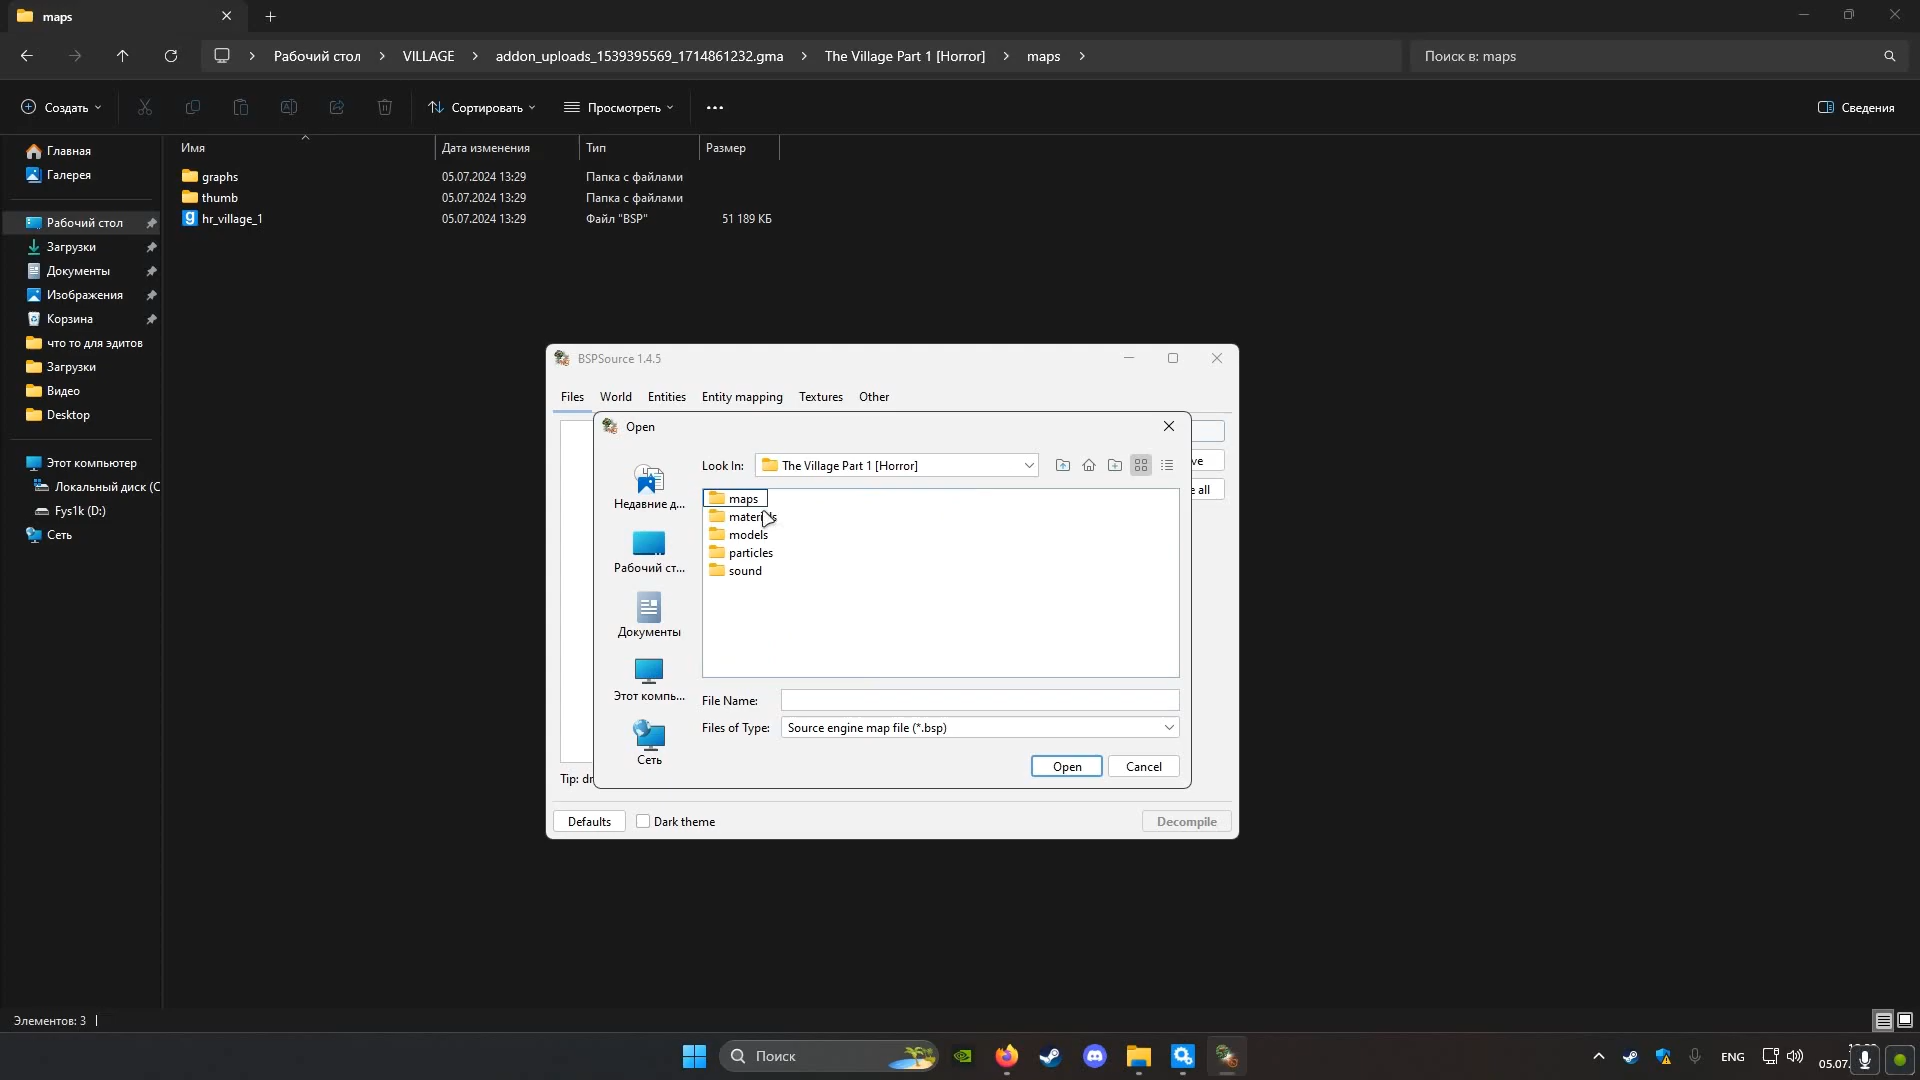 maps
Рабочий стол
VILLAGE
addon_uploads_1539395569_1714861232.gma
The Village Part 1 [Horror]
maps
Поиск в: maps
Создать
Сортировать
Просмотреть
Сведения
Имя
Дата изменения
Тип
Размер
graphs
05.07.2024 13:29
Папка с файлами
thumb
05.07.2024 13:29
Папка с файлами
hr_village_1
05.07.2024 13:29
Файл "BSP"
51 189 КБ
Главная
Галерея
Рабочий стол
Загрузки
Документы
Изображения
Корзина
что то для эдитов
Загрузки
Видео
Desktop
Этот компьютер
Локальный диск (C
Fys1k (D:)
Сеть
BSPSource 1.4.5
Files
World
Entities
Entity mapping
Textures
Other
Open
Look In:
The Village Part 1 [Horror]
ve
e all
Недавние д...
Рабочий ст...
Документы
Этот компь...
Сеть
maps
models
particles
sound
File Name:
Files of Type:
Source engine map file (*.bsp)
Open
Cancel
Tip: dr
Defaults
Dark theme
Decompile
Элементов: 3
Поиск
ENG
05.07.